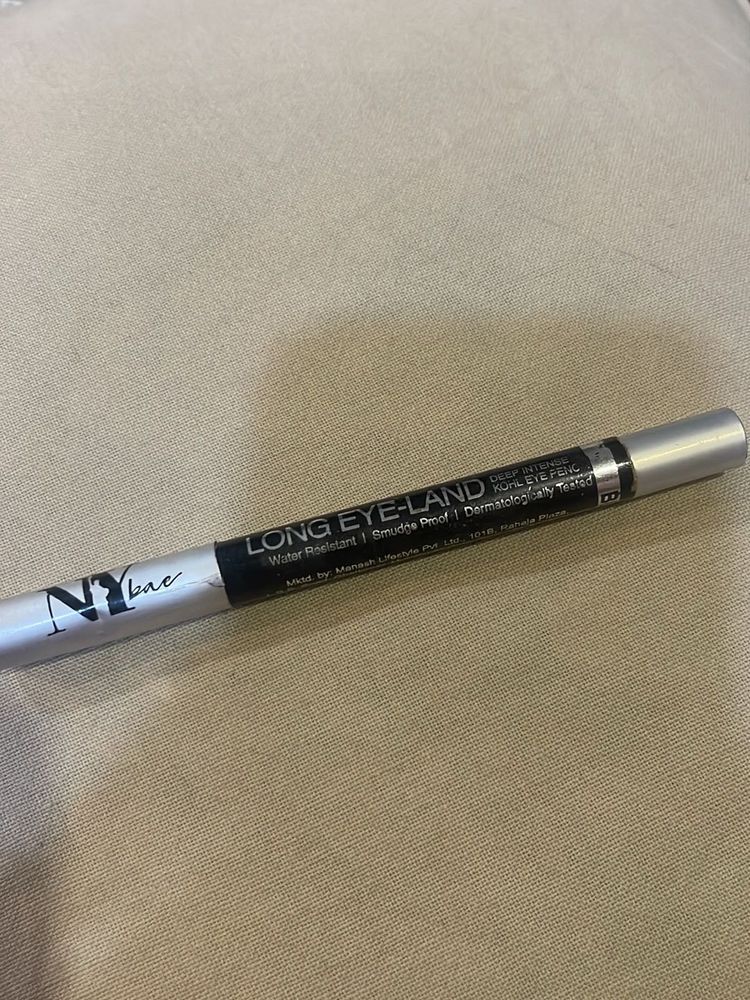 NY bae
LONG EYE-LAND
DEEP INTENSE
KOHL EYE PENC
Water Resistant | Smudge Proof | Dermatologically Tested
Mktd. by: Manash Lifestyle Pvt. Ltd., 101B, Raheja Plaza,
B